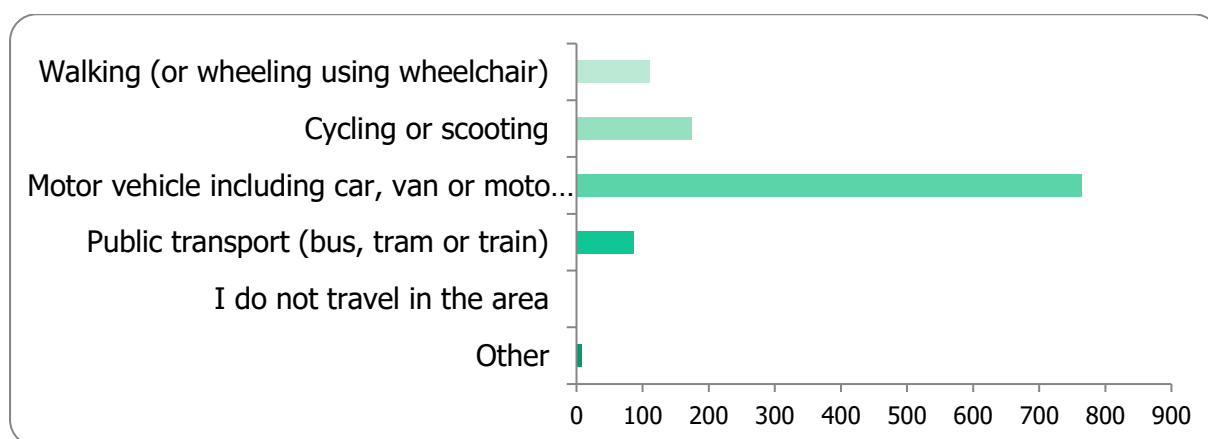 Walking (or wheeling using wheelchair)
Cycling or scooting
Motor vehicle including car, van or moto…
Public transport (bus, tram or train)
I do not travel in the area
Other
0 100 200 300 400 500 600 700 800 900